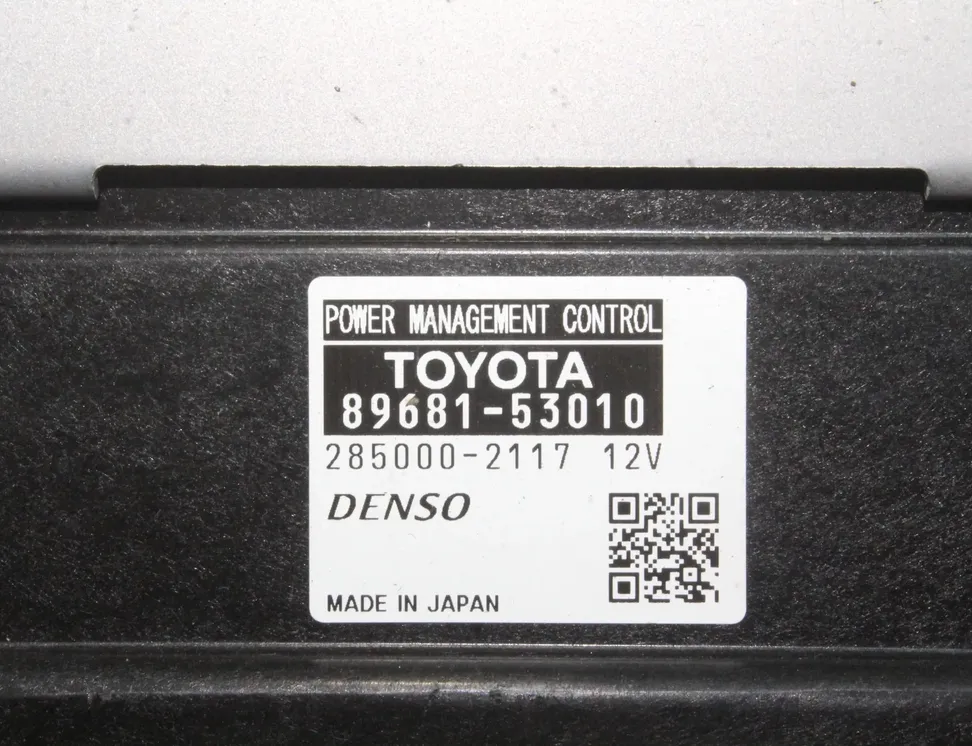 POWER MANAGEMENT CONTROL
TOYOTA
89681-53010
285000-2117 12V
DENSO
MADE IN JAPAN